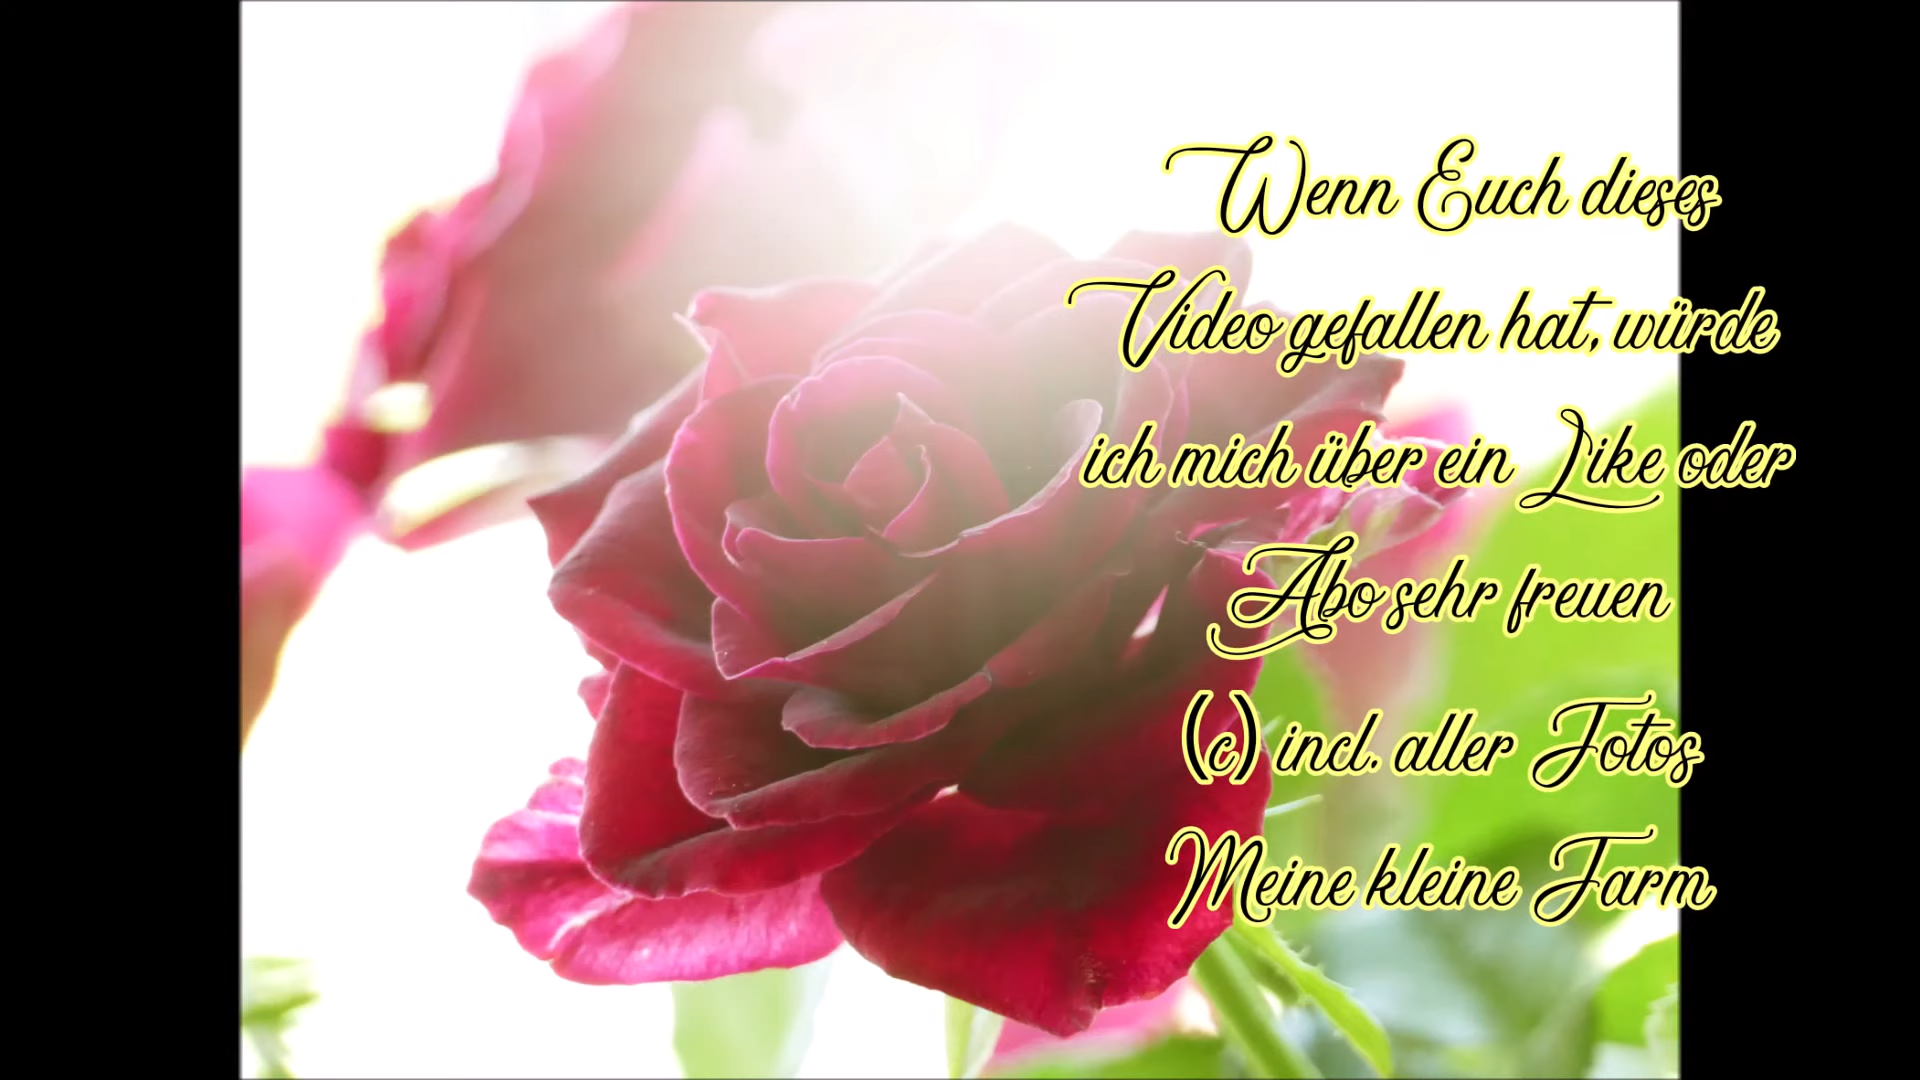 Wenn Euch dieses
Video gefallen hat, würde
ich mich über ein Like oder
Abo sehr freuen
(c) incl. aller Fotos
Meine kleine Farm